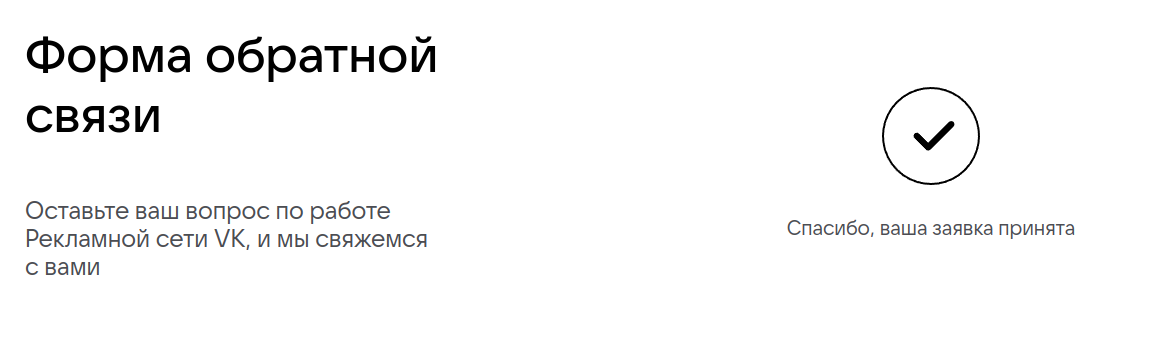 Форма обратной
связи
Оставьте ваш вопрос по работе
Рекламной сети VK, и мы свяжемся
с вами
Спасибо, ваша заявка принята